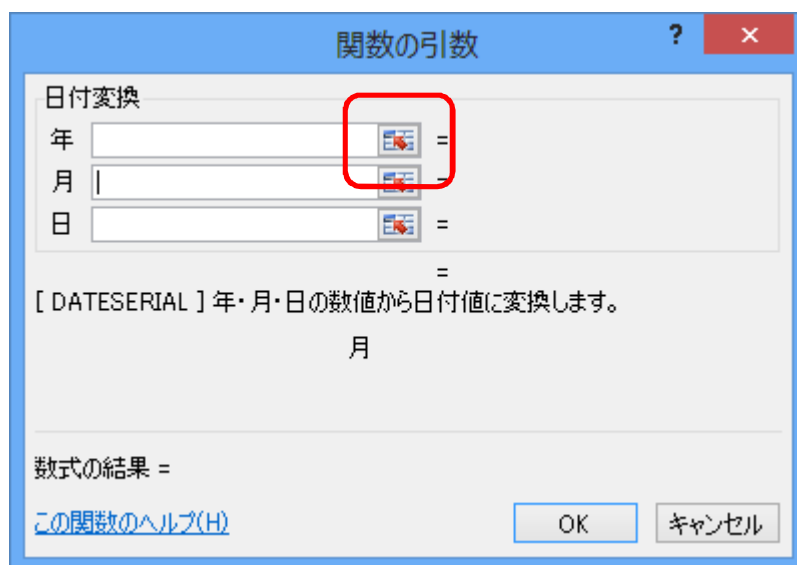 関数の引数 ? ×
日付変換
年 =
月 =
日 =
=
[ DATESERIAL ] 年・月・日の数値から日付値に変換します。
月
数式の結果 =
この関数のヘルプ(H) OK キャンセル